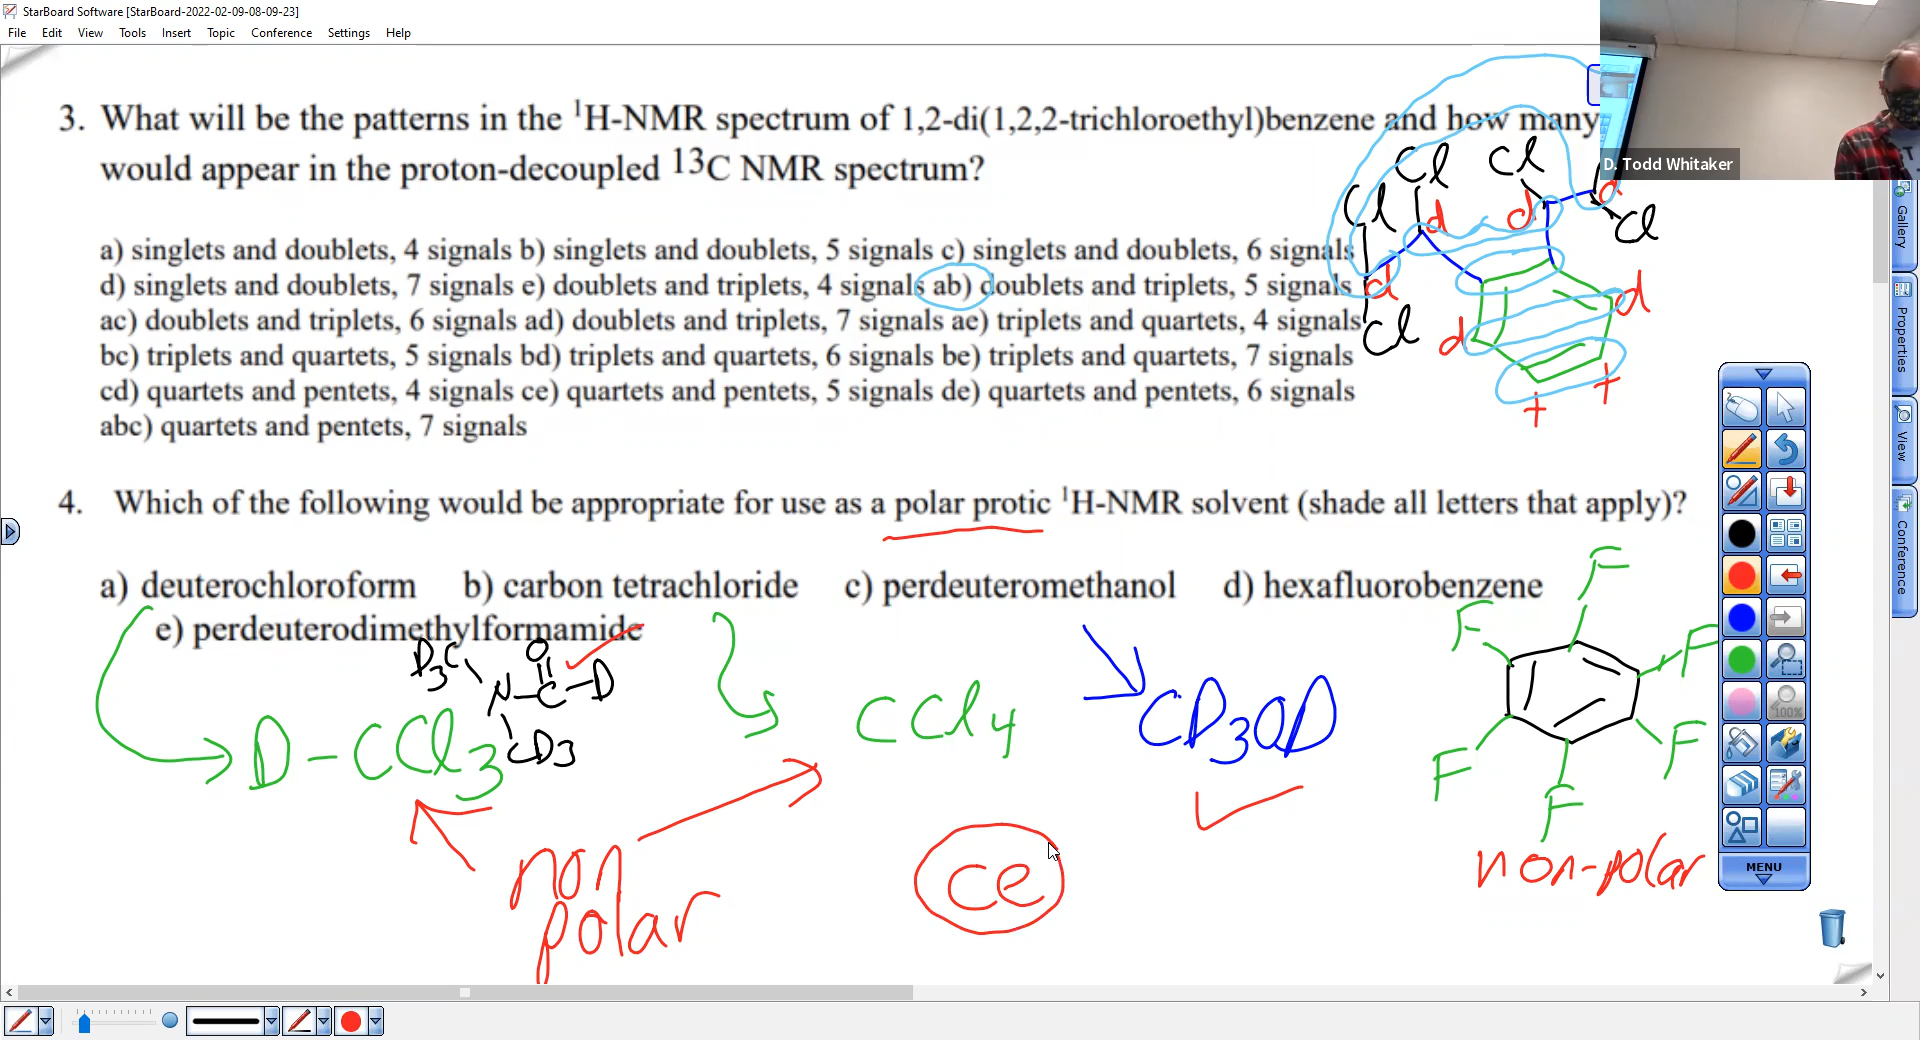 StarBoard Software [StarBoard-2022-02-09-08-09-23]
File Edit View Tools Insert Topic Conference Settings Help
3. What will be the patterns in the ¹H-NMR spectrum of 1,2-di(1,2,2-trichloroethyl)benzene and how many
would appear in the proton-decoupled 13C NMR spectrum?
D. Todd Whitaker
Cl Cl
Cl d d d Cl
a) singlets and doublets, 4 signals b) singlets and doublets, 5 signals c) singlets and doublets, 6 signals
d) singlets and doublets, 7 signals e) doublets and triplets, 4 signals ab) doublets and triplets, 5 signals
d d
ac) doublets and triplets, 6 signals ad) doublets and triplets, 7 signals ae) triplets and quartets, 4 signals
Cl d
bc) triplets and quartets, 5 signals bd) triplets and quartets, 6 signals be) triplets and quartets, 7 signals
cd) quartets and pentets, 4 signals ce) quartets and pentets, 5 signals de) quartets and pentets, 6 signals
t t
abc) quartets and pentets, 7 signals
4. Which of the following would be appropriate for use as a polar protic ¹H-NMR solvent (shade all letters that apply)?
a) deuterochloroform b) carbon tetrachloride c) perdeuteromethanol d) hexafluorobenzene
e) perdeuterodimethylformamide
D3C O
N-C-D
CD3
D-CCl3
CCl4
CD3OD
F F F
F F F
non
polar
ce
non-polar
Gallery
Properties
View
Conference
100%
MENU